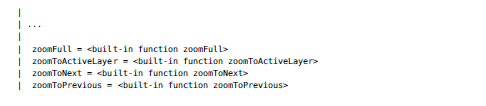 |
| ...
|
| zoomFull = <built-in function zoomFull>
| zoomToActiveLayer = <built-in function zoomToActiveLayer>
| zoomToNext = <built-in function zoomToNext>
| zoomToPrevious = <built-in function zoomToPrevious>